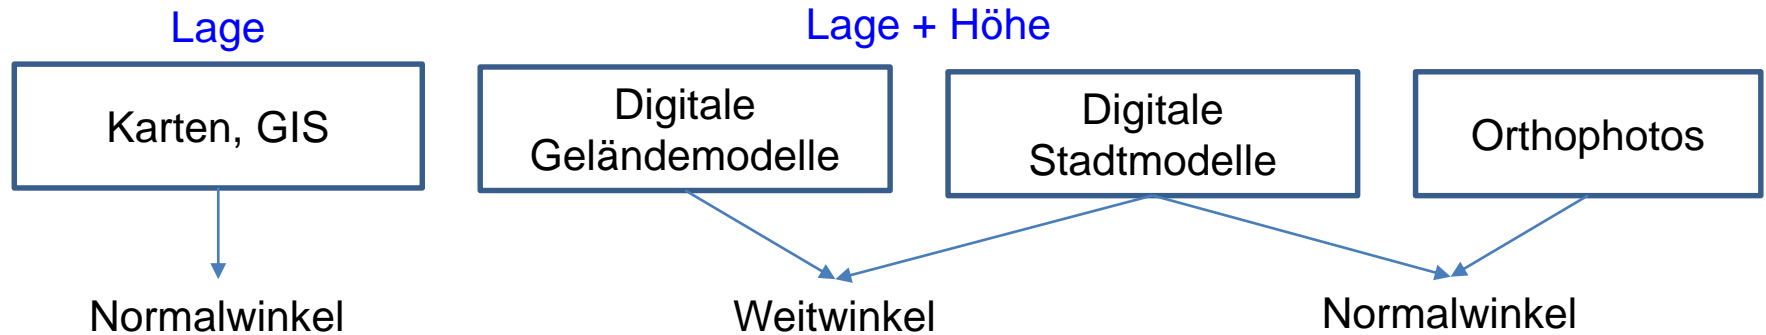 Lage
Lage + Höhe
Karten, GIS
Digitale
Geländemodelle
Digitale
Stadtmodelle
Orthophotos
Normalwinkel
Weitwinkel
Normalwinkel